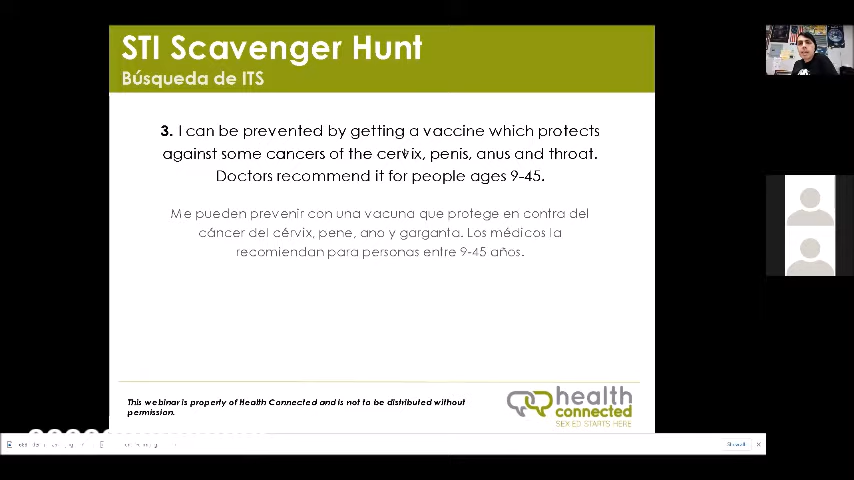 STI Scavenger Hunt
Búsqueda de ITS
3. I can be prevented by getting a vaccine which protects
against some cancers of the cervix, penis, anus and throat.
Doctors recommend it for people ages 9-45.
Me pueden prevenir con una vacuna que protege en contra del
cáncer del cérvix, pene, ano y garganta. Los médicos la
recomiendan para personas entre 9-45 años.
This webinar is property of Health Connected and is not to be distributed without
permission.
health
connected
SEX ED STARTS HERE
Show all